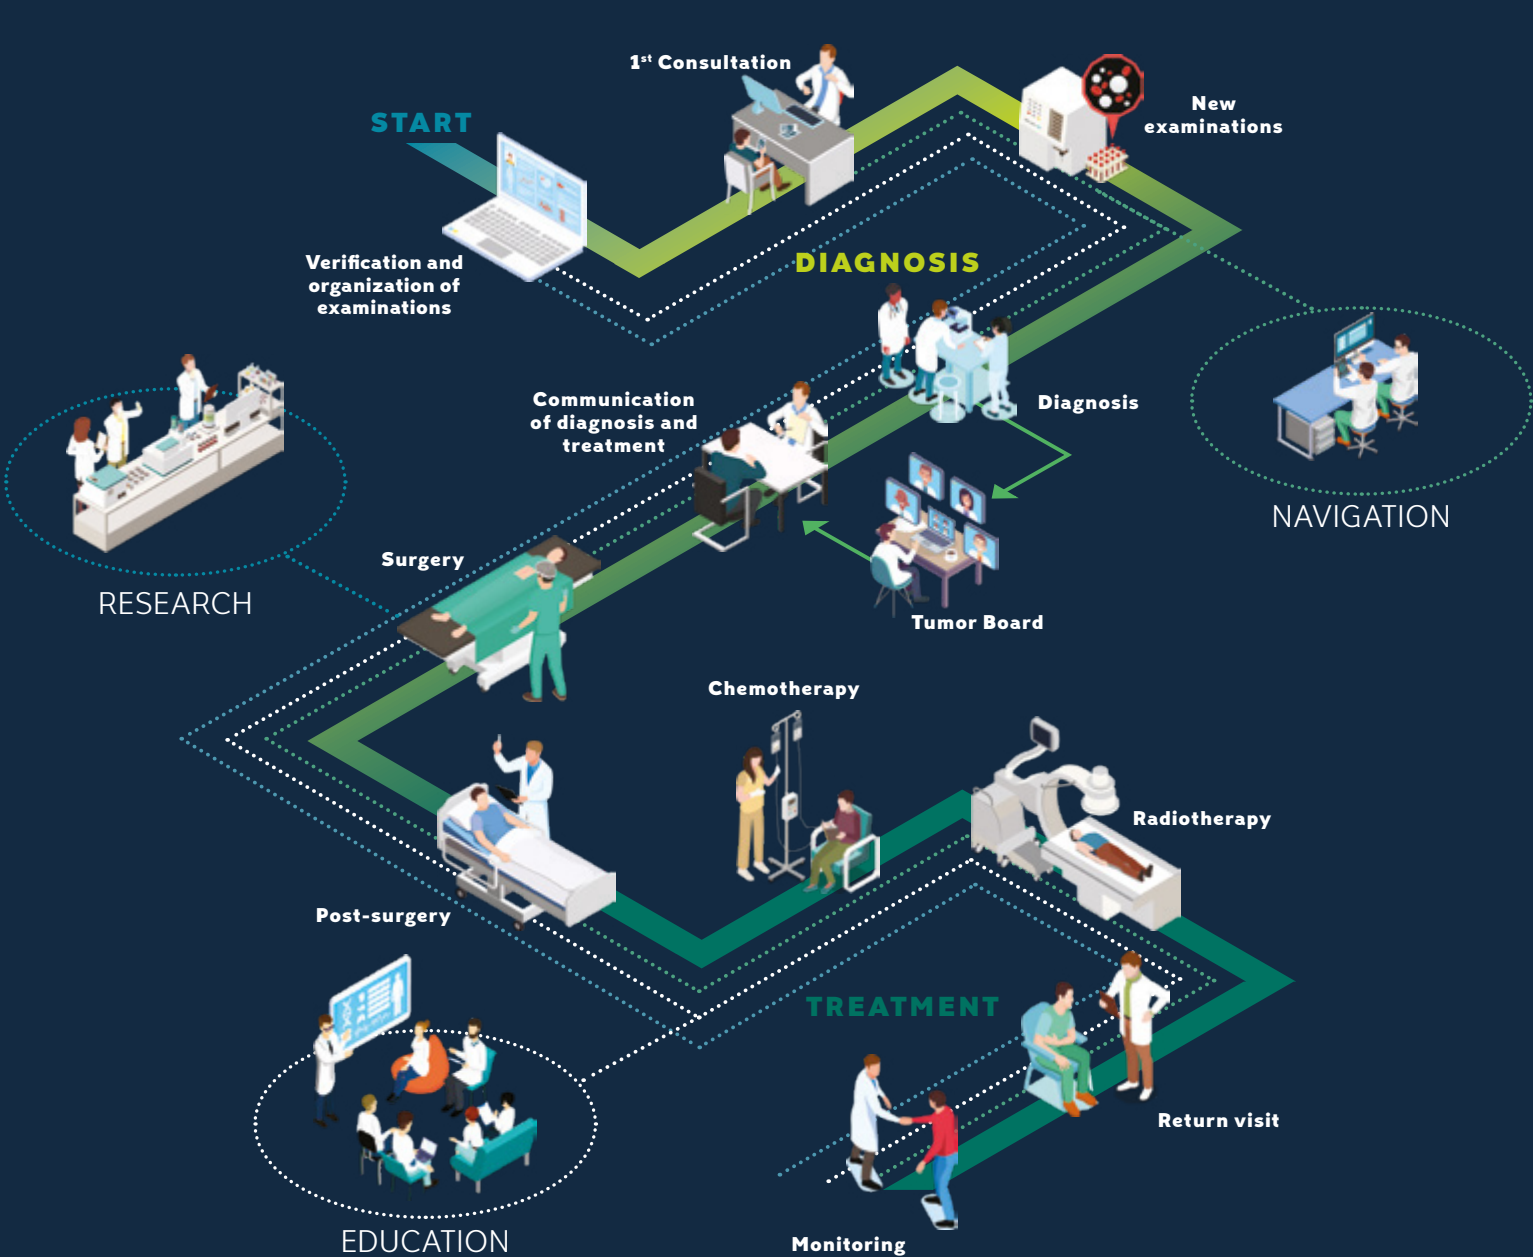 1st Consultation
START
New
examinations
Verification and
organization of
examinations
DIAGNOSIS
Communication
of diagnosis and
treatment
Diagnosis
NAVIGATION
Surgery
RESEARCH
Tumor Board
Chemotherapy
Radiotherapy
Post-surgery
TREATMENT
Return visit
EDUCATION
Monitoring